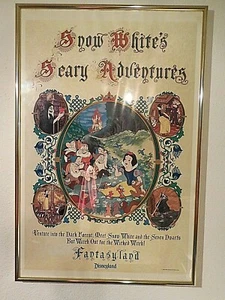 Snow White's
Scary Adventures
Venture into the Dark Forest. Meet Snow White and the Seven Dwarfs
But Watch Out for the Wicked Witch!
Fantasyland
Disneyland